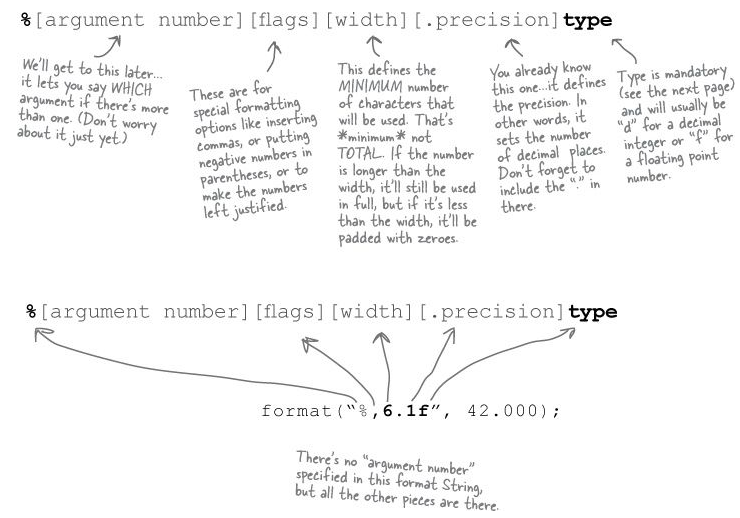 %[argument number][flags][width][.precision]type
We'll get to this later...
it lets you say WHICH
argument if there's more
than one. (Don't worry
about it just yet.)
These are for
special formatting
options like inserting
commas, or putting
negative numbers in
parentheses, or to
make the numbers
left justified.
This defines the
MINIMUM number
of characters that
will be used. That's
*minimum* not
TOTAL. If the number
is longer than the
width, it'll still be used
in full, but if it's less
than the width, it'll be
padded with zeroes.
You already know
this one...it defines
the precision. In
other words, it
sets the number
of decimal places.
Don't forget to
include the "." in
there.
Type is mandatory
(see the next page)
and will usually be
"d" for a decimal
integer or "f" for
a floating point
number.
%[argument number][flags][width][.precision]type
format("%,6.1f", 42.000);
There's no "argument number"
specified in this format String,
but all the other pieces are there.